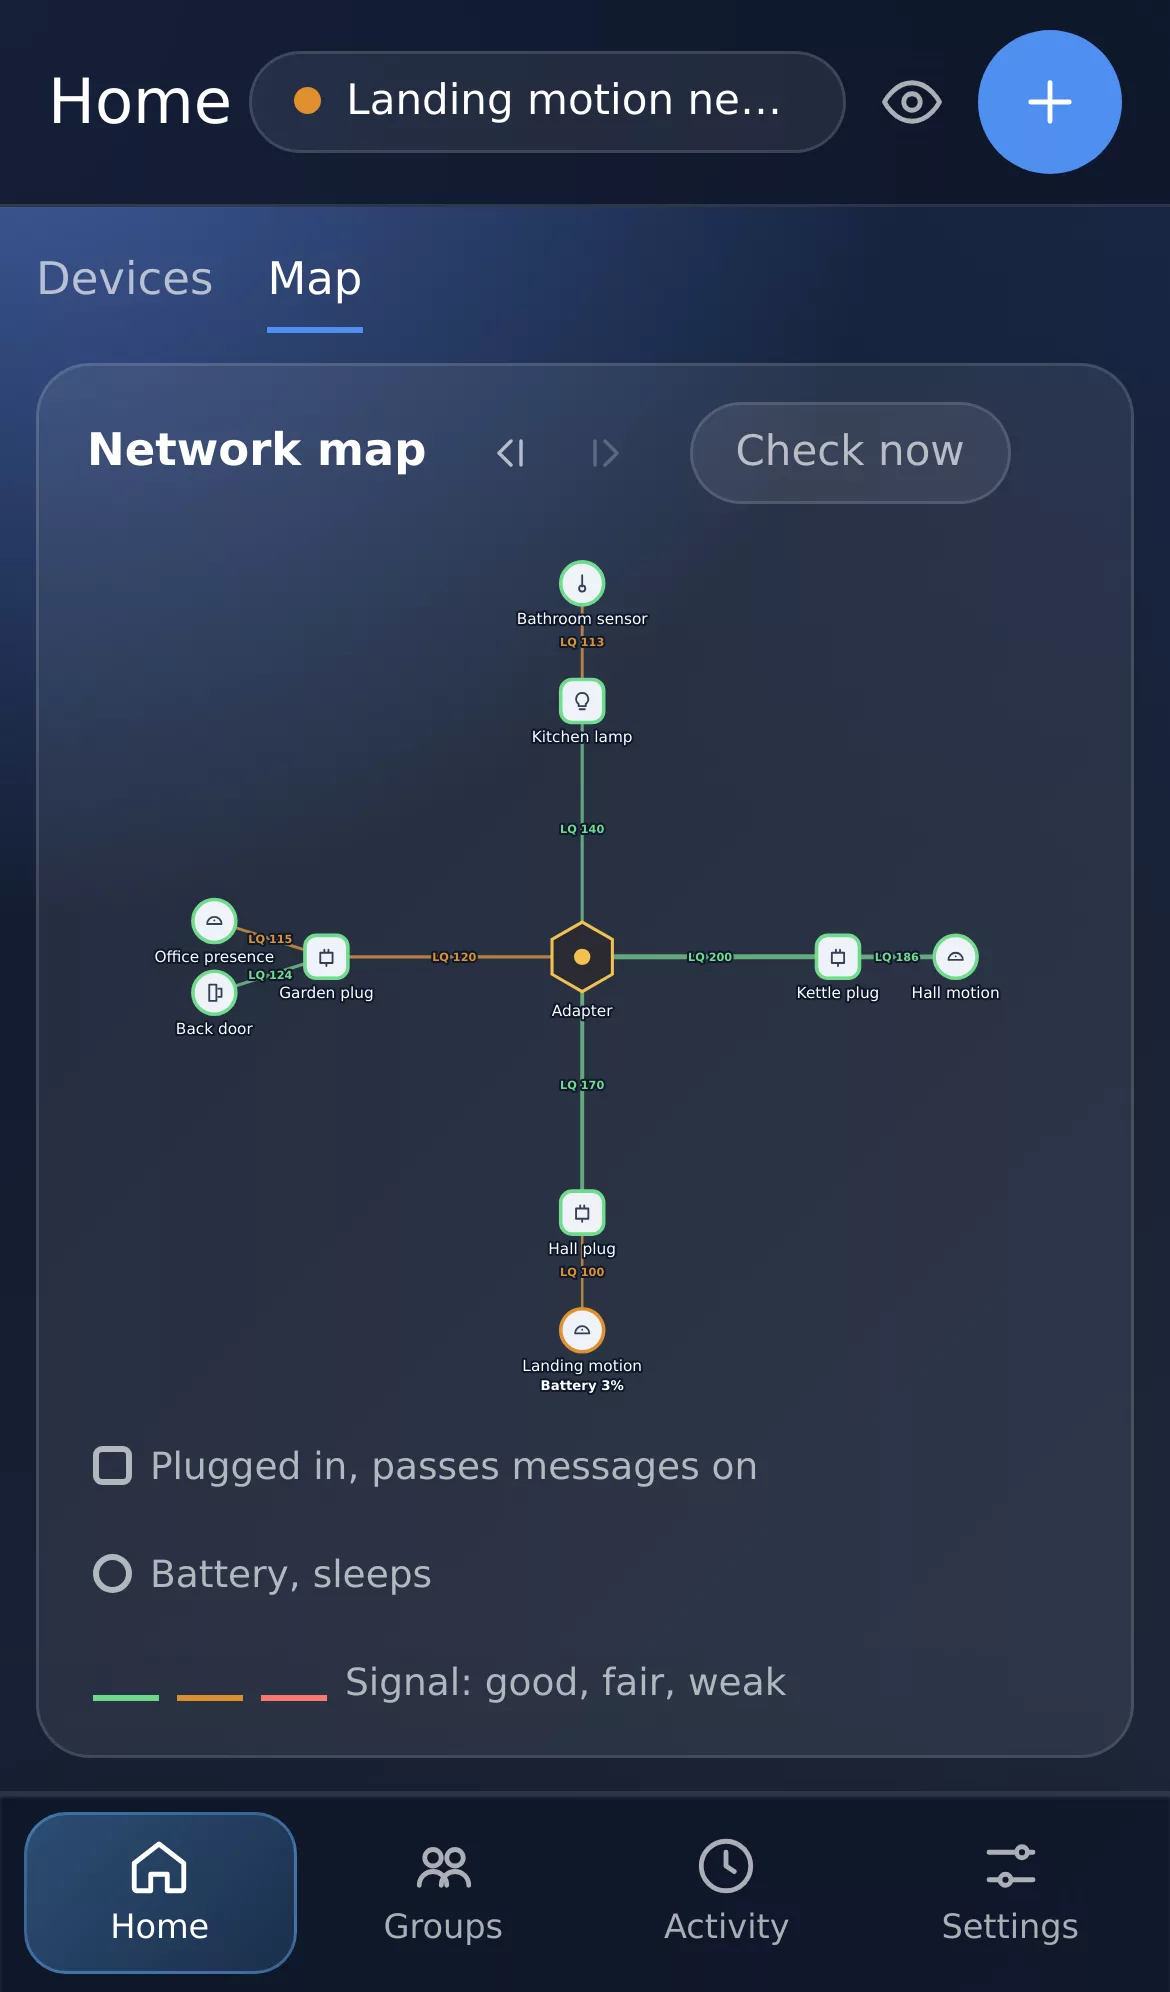 Home
Landing motion ne...
Devices
Map
Network map
Check now
Bathroom sensor
LQ 113
Kitchen lamp
LQ 140
LQ 115
Office presence
LQ 124
Garden plug
Back door
LQ 120
Adapter
LQ 200
Kettle plug
LQ 186
Hall motion
LQ 170
Hall plug
LQ 100
Landing motion
Battery 3%
Plugged in, passes messages on
Battery, sleeps
Signal: good, fair, weak
Home
Groups
Activity
Settings